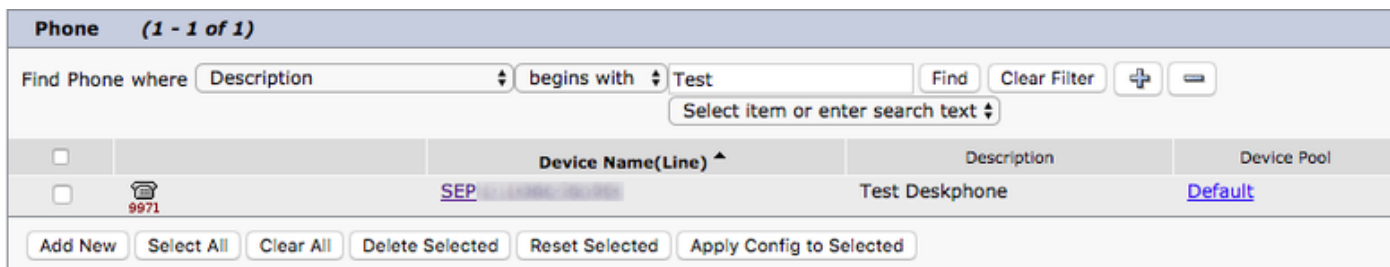 Phone (1 - 1 of 1)
Find Phone where Description begins with Test Find Clear Filter
Select item or enter search text
Device Name(Line) Description Device Pool
9971 SEP Test Deskphone Default
Add New Select All Clear All Delete Selected Reset Selected Apply Config to Selected